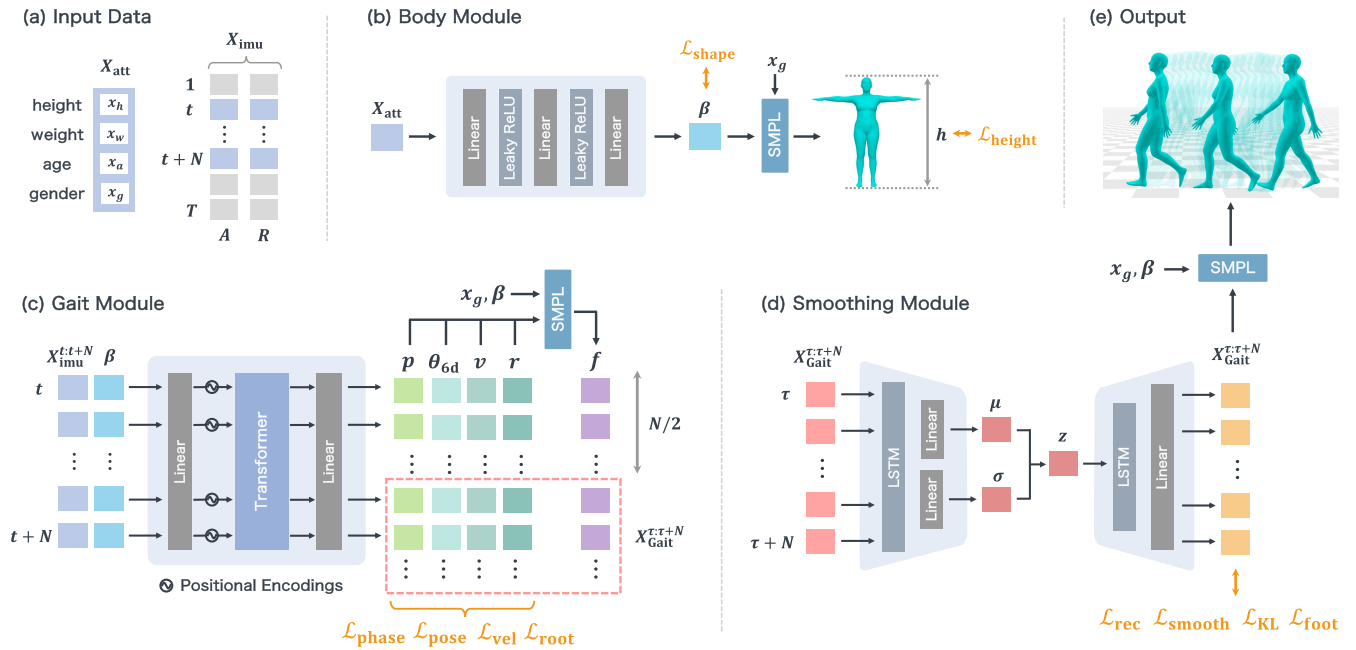 (a) Input Data
X_att
height x_h
weight x_w
age x_a
gender x_g
X_imu
1
t
t + N
T
A R
(b) Body Module
X_att
Linear
Leaky ReLU
Linear
Leaky ReLU
Linear
ℒ_shape
β
x_g
SMPL
h
ℒ_height
(e) Output
x_g, β
SMPL
(c) Gait Module
X_imu^{t:t+N} β
t
t + N
Linear
Transformer
Linear
Positional Encodings
x_g, β
SMPL
p θ_6d v r f
N/2
X_Gait^{τ:τ+N}
ℒ_phase ℒ_pose ℒ_vel ℒ_root
(d) Smoothing Module
X_Gait^{τ:τ+N}
τ
τ + N
LSTM
Linear
Linear
μ
σ
z
LSTM
Linear
X_Gait^{τ:τ+N}
ℒ_rec ℒ_smooth ℒ_KL ℒ_foot